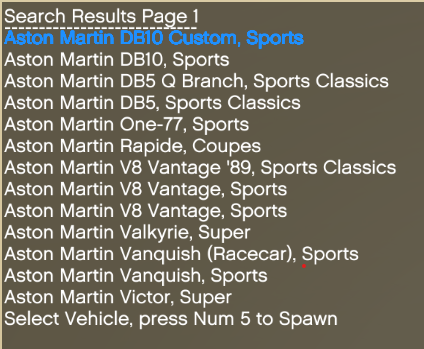 Search Results Page 1
Aston Martin DB10 Custom, Sports
Aston Martin DB10, Sports
Aston Martin DB5 Q Branch, Sports Classics
Aston Martin DB5, Sports Classics
Aston Martin One-77, Sports
Aston Martin Rapide, Coupes
Aston Martin V8 Vantage '89, Sports Classics
Aston Martin V8 Vantage, Sports
Aston Martin V8 Vantage, Sports
Aston Martin Valkyrie, Super
Aston Martin Vanquish (Racecar), Sports
Aston Martin Vanquish, Sports
Aston Martin Victor, Super
Select Vehicle, press Num 5 to Spawn